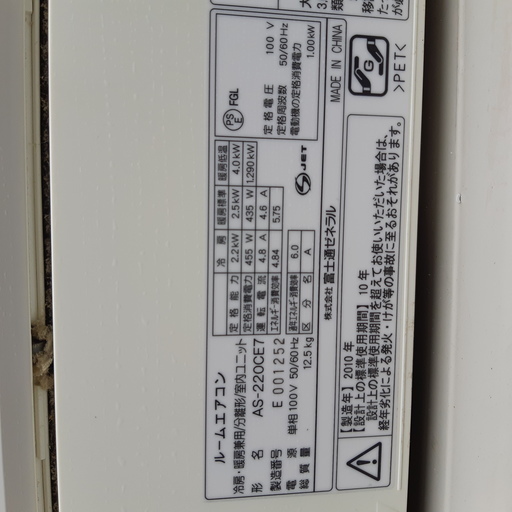 ルームエアコン
冷房・暖房兼用/分離形/室内ユニット
形名 AS-220CE7
製造番号 E 001252
電源 単相100V 50/60Hz
総質量 12.5kg
冷房 暖房標準 暖房低温
定格能力 2.2kW 2.5kW 4.0kW
定格消費電力 455 W 435 W 1,290kW
運転電流 4.8 A 4.6 A
エネルギー消費効率 4.84 5.75
通年エネルギー消費効率 6.0
区分名 A
PS
E
FGL
定格電圧 100 V
定格周波数 50/60Hz
電動機の定格消費電力 1.00kW
JET
株式会社 富士通ゼネラル
MADE IN CHINA
【製造年】2010 年
【設計上の標準使用期間】10 年
設計上の標準使用期間を超えてお使いいただいた場合は、
経年劣化による発火・けが等の事故に至るおそれがあります。
G
>PET<